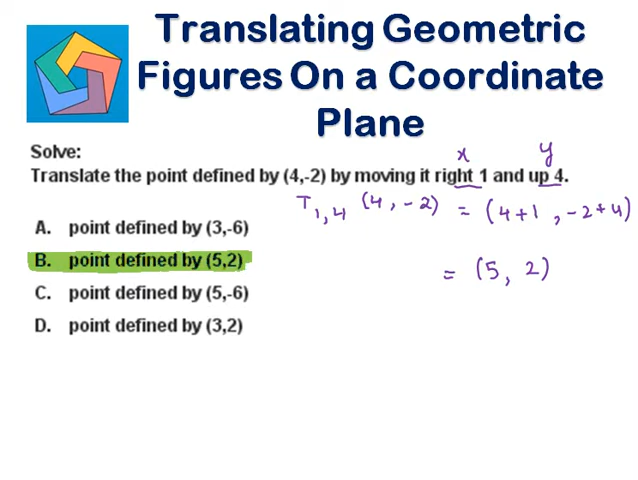 Translating Geometric
Figures On a Coordinate
Plane
Solve:
x y
Translate the point defined by (4,-2) by moving it right 1 and up 4.
T1,4 (4, -2) = (4+1, -2+4)
A. point defined by (3,-6)
B. point defined by (5,2)
= (5, 2)
C. point defined by (5,-6)
D. point defined by (3,2)